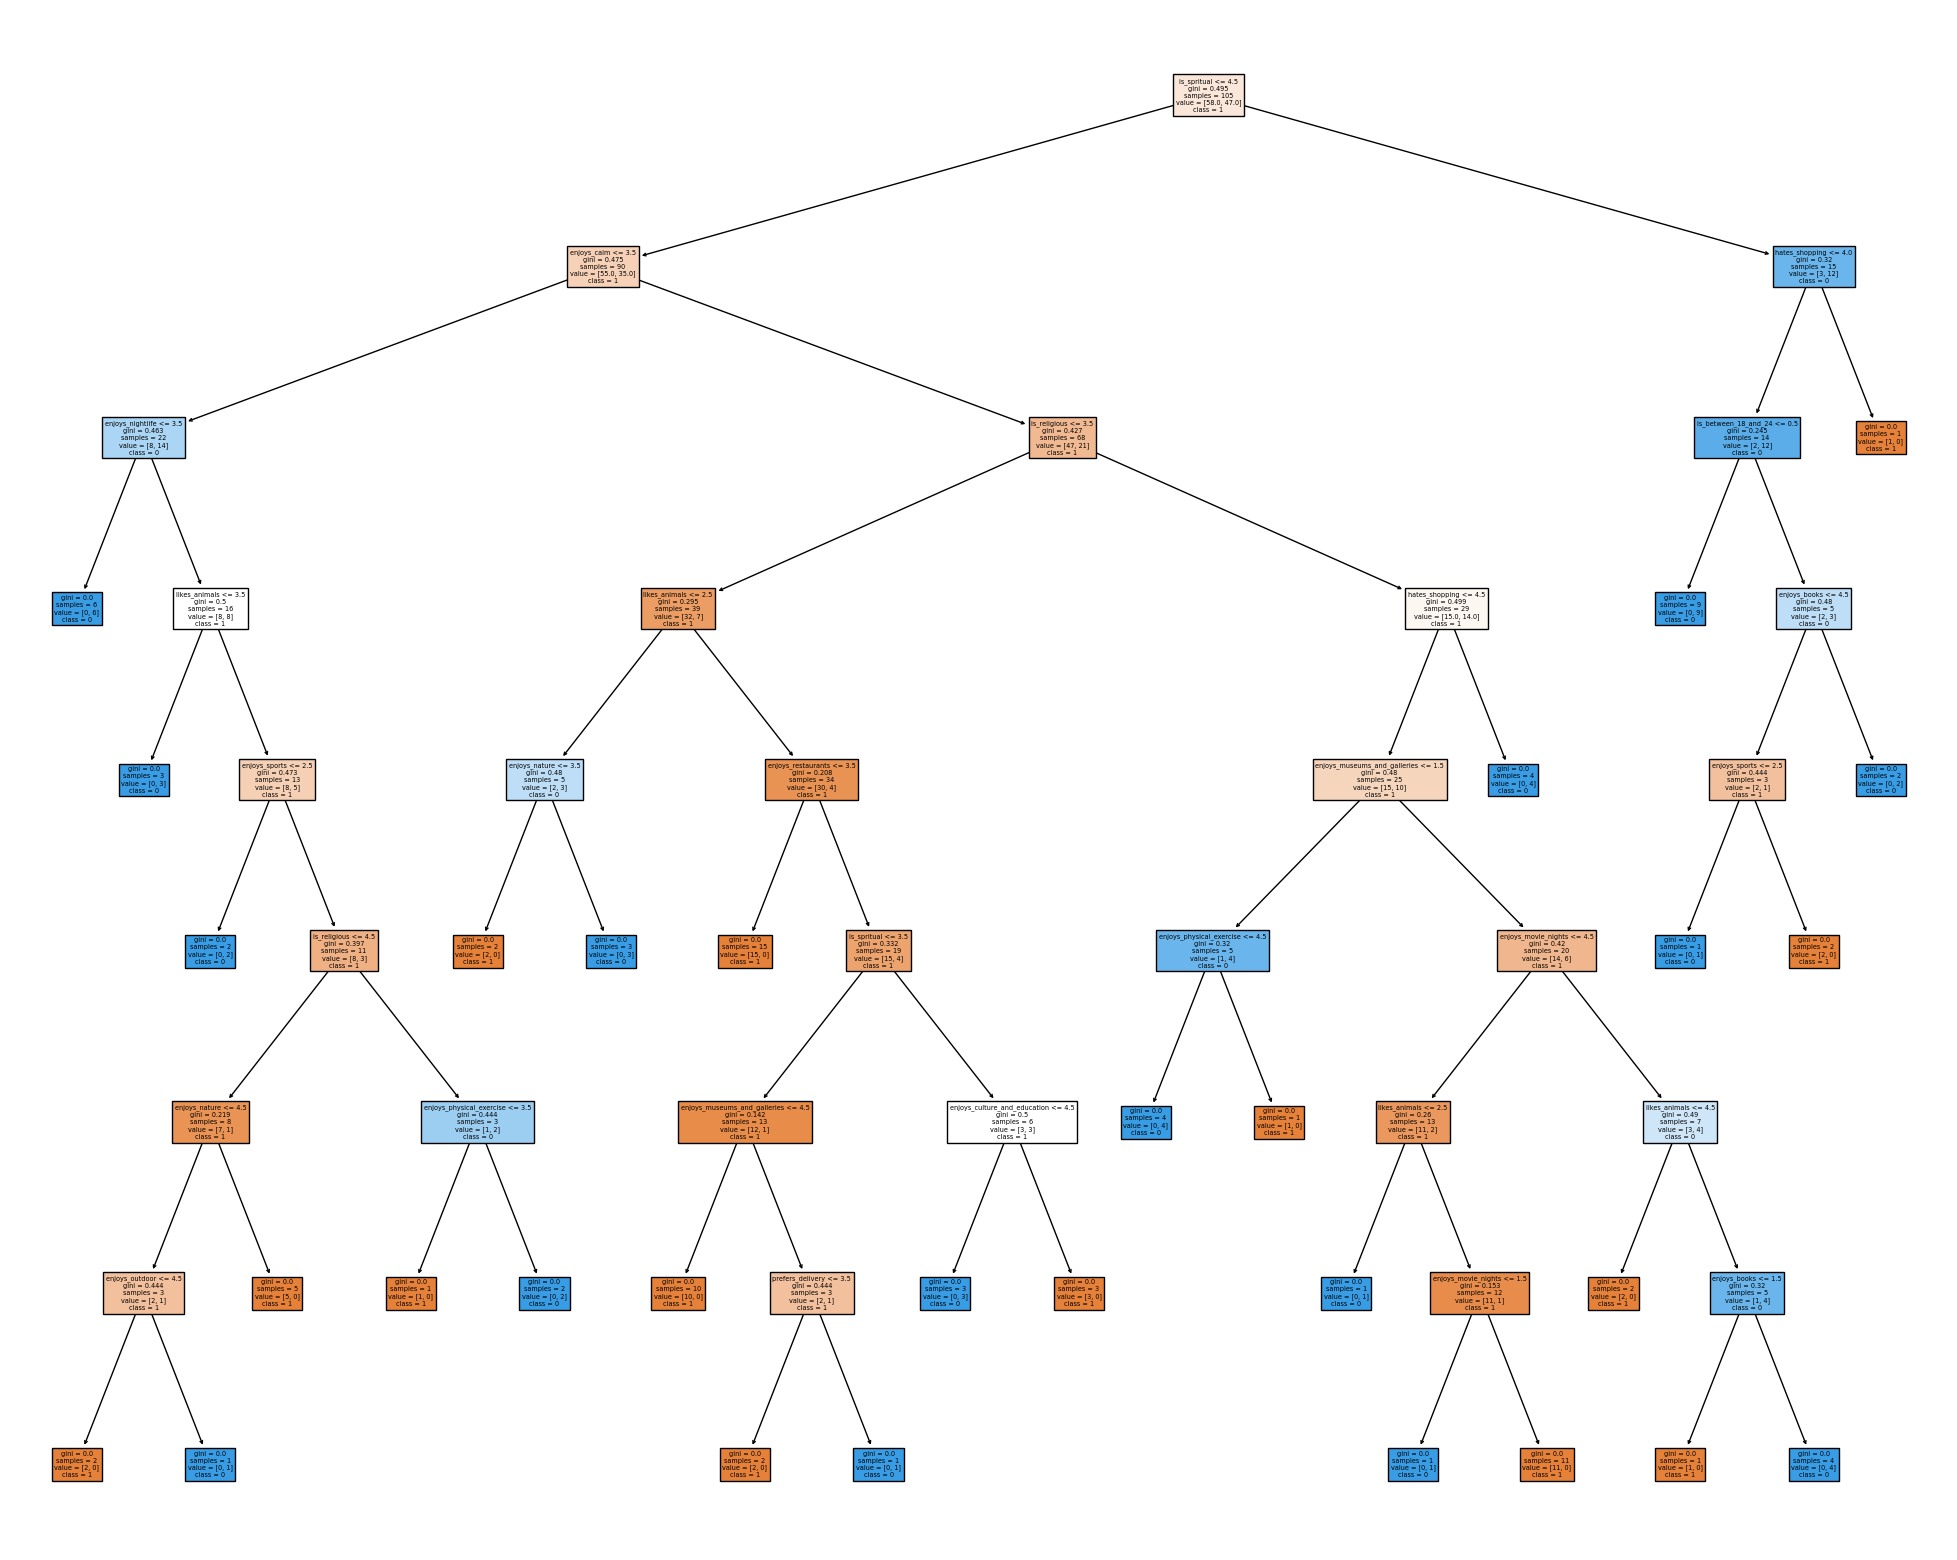 is_spritual <= 4.5
gini = 0.495
samples = 105
value = [58.0, 47.0]
class = 1
enjoys_calm <= 3.5
gini = 0.475
samples = 90
value = [55.0, 35.0]
class = 1
hates_shopping <= 4.0
gini = 0.32
samples = 15
value = [3, 12]
class = 0
enjoys_nightlife <= 3.5
gini = 0.463
samples = 22
value = [8, 14]
class = 0
is_religious <= 3.5
gini = 0.427
samples = 68
value = [47, 21]
class = 1
is_between_18_and_24 <= 0.5
gini = 0.245
samples = 14
value = [2, 12]
class = 0
gini = 0.0
samples = 1
value = [1, 0]
class = 1
gini = 0.0
samples = 6
value = [0, 6]
class = 0
likes_animals <= 3.5
gini = 0.5
samples = 16
value = [8, 8]
class = 1
likes_animals <= 2.5
gini = 0.295
samples = 39
value = [32, 7]
class = 1
hates_shopping <= 4.5
gini = 0.499
samples = 29
value = [15.0, 14.0]
class = 1
gini = 0.0
samples = 9
value = [0, 9]
class = 0
enjoys_books <= 4.5
gini = 0.48
samples = 5
value = [2, 3]
class = 0
gini = 0.0
samples = 3
value = [0, 3]
class = 0
enjoys_sports <= 2.5
gini = 0.473
samples = 13
value = [8, 5]
class = 1
enjoys_nature <= 3.5
gini = 0.48
samples = 5
value = [2, 3]
class = 0
enjoys_restaurants <= 3.5
gini = 0.208
samples = 34
value = [30, 4]
class = 1
enjoys_museums_and_galleries <= 1.5
gini = 0.48
samples = 25
value = [15, 10]
class = 1
gini = 0.0
samples = 4
value = [0, 4]
class = 0
enjoys_sports <= 2.5
gini = 0.444
samples = 3
value = [2, 1]
class = 1
gini = 0.0
samples = 2
value = [0, 2]
class = 0
gini = 0.0
samples = 2
value = [0, 2]
class = 0
is_religious <= 4.5
gini = 0.397
samples = 11
value = [8, 3]
class = 1
gini = 0.0
samples = 2
value = [2, 0]
class = 1
gini = 0.0
samples = 3
value = [0, 3]
class = 0
gini = 0.0
samples = 15
value = [15, 0]
class = 1
is_spritual <= 3.5
gini = 0.332
samples = 19
value = [15, 4]
class = 1
enjoys_physical_exercise <= 4.5
gini = 0.32
samples = 5
value = [1, 4]
class = 0
enjoys_movie_nights <= 4.5
gini = 0.42
samples = 20
value = [14, 6]
class = 1
gini = 0.0
samples = 1
value = [0, 1]
class = 0
gini = 0.0
samples = 2
value = [2, 0]
class = 1
enjoys_nature <= 4.5
gini = 0.219
samples = 8
value = [7, 1]
class = 1
enjoys_physical_exercise <= 3.5
gini = 0.444
samples = 3
value = [1, 2]
class = 0
enjoys_museums_and_galleries <= 4.5
gini = 0.142
samples = 13
value = [12, 1]
class = 1
enjoys_culture_and_education <= 4.5
gini = 0.5
samples = 6
value = [3, 3]
class = 1
gini = 0.0
samples = 4
value = [0, 4]
class = 0
gini = 0.0
samples = 1
value = [1, 0]
class = 1
likes_animals <= 2.5
gini = 0.26
samples = 13
value = [11, 2]
class = 1
likes_animals <= 4.5
gini = 0.49
samples = 7
value = [3, 4]
class = 0
enjoys_outdoor <= 4.5
gini = 0.444
samples = 3
value = [2, 1]
class = 1
gini = 0.0
samples = 5
value = [5, 0]
class = 1
gini = 0.0
samples = 1
value = [1, 0]
class = 1
gini = 0.0
samples = 2
value = [0, 2]
class = 0
gini = 0.0
samples = 10
value = [10, 0]
class = 1
prefers_delivery <= 3.5
gini = 0.444
samples = 3
value = [2, 1]
class = 1
gini = 0.0
samples = 3
value = [0, 3]
class = 0
gini = 0.0
samples = 3
value = [3, 0]
class = 1
gini = 0.0
samples = 1
value = [0, 1]
class = 0
enjoys_movie_nights <= 1.5
gini = 0.153
samples = 12
value = [11, 1]
class = 1
gini = 0.0
samples = 2
value = [2, 0]
class = 1
enjoys_books <= 1.5
gini = 0.32
samples = 5
value = [1, 4]
class = 0
gini = 0.0
samples = 2
value = [2, 0]
class = 1
gini = 0.0
samples = 1
value = [0, 1]
class = 0
gini = 0.0
samples = 2
value = [2, 0]
class = 1
gini = 0.0
samples = 1
value = [0, 1]
class = 0
gini = 0.0
samples = 1
value = [0, 1]
class = 0
gini = 0.0
samples = 11
value = [11, 0]
class = 1
gini = 0.0
samples = 1
value = [1, 0]
class = 1
gini = 0.0
samples = 4
value = [0, 4]
class = 0